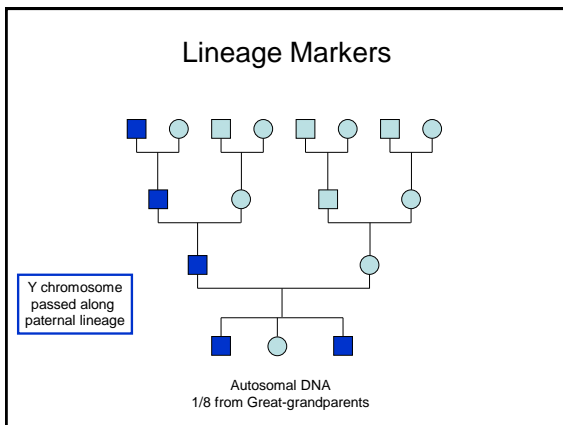 Lineage Markers
Y chromosome
passed along
paternal lineage
Autosomal DNA
1/8 from Great-grandparents